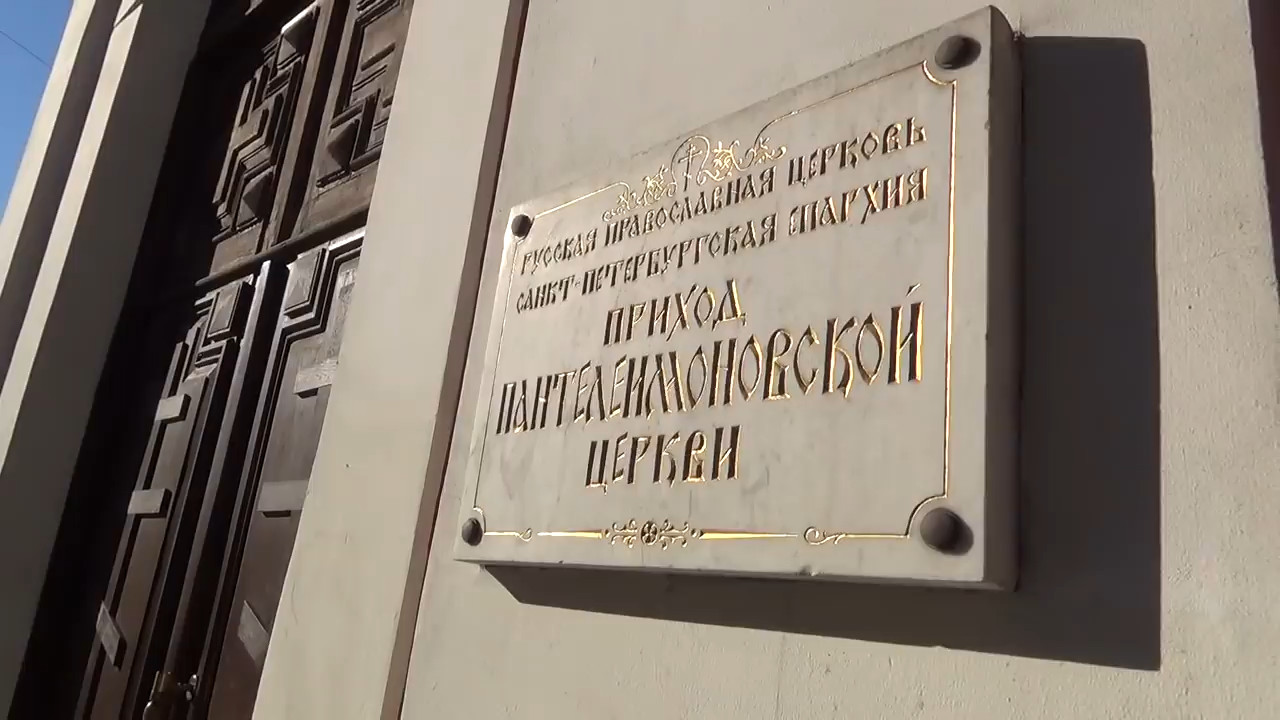 РУССКАЯ ПРАВОСЛАВНАЯ ЦЕРКОВЬ
САНКТ-ПЕТЕРБУРГСКАЯ ЕПАРХИЯ
ПРИХОД
ПАНТЕЛЕИМОНОВСКОЙ
ЦЕРКВИ